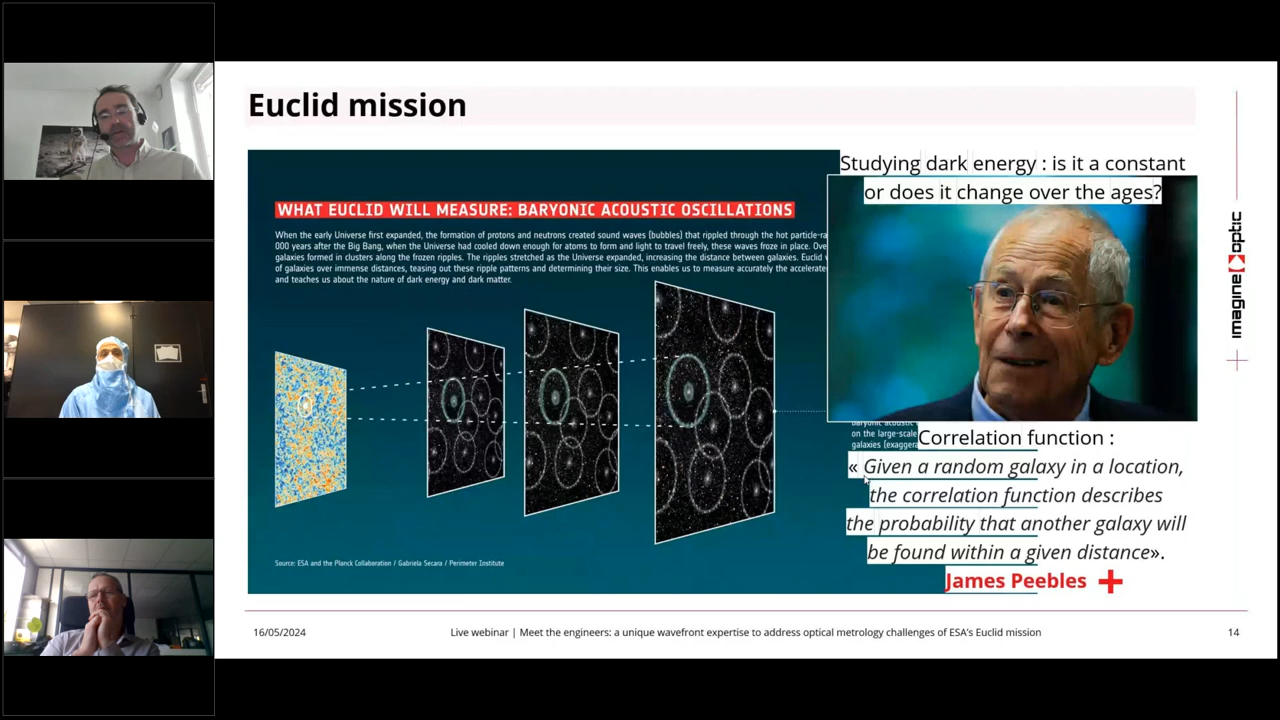 Euclid mission
Studying dark energy : is it a constant
or does it change over the ages?
WHAT EUCLID WILL MEASURE: BARYONIC ACOUSTIC OSCILLATIONS
When the early Universe first expanded, the formation of protons and neutrons created sound waves (bubbles) that rippled through the hot particle-ra
000 years after the Big Bang, when the Universe had cooled down enough for atoms to form and light to travel freely, these waves froze in place. Ove
galaxies formed in clusters along the frozen ripples. The ripples stretched as the Universe expanded, increasing the distance between galaxies. Euclid
of galaxies over immense distances, teasing out these ripple patterns and determining their size. This enables us to measure accurately the accelerate
and teaches us about the nature of dark energy and dark matter.
on the large-scale
galaxies (exaggera
Correlation function :
« Given a random galaxy in a location,
the correlation function describes
the probability that another galaxy will
be found within a given distance».
James Peebles
Source: ESA and the Planck Collaboration / Gabriela Secara / Perimeter Institute
imagine optic
16/05/2024
Live webinar | Meet the engineers: a unique wavefront expertise to address optical metrology challenges of ESA's Euclid mission
14